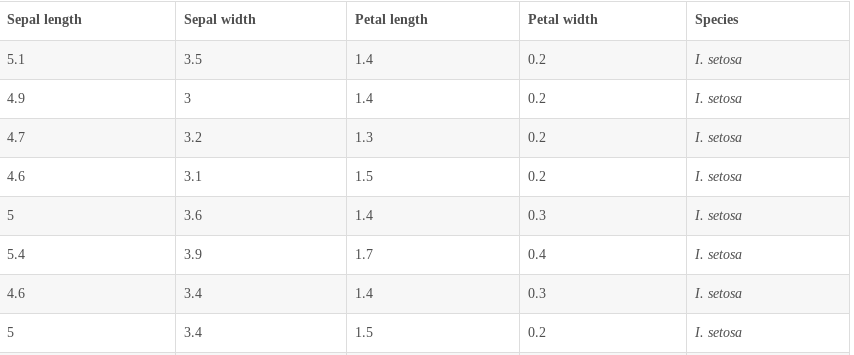 Sepal length Sepal width Petal length Petal width Species
5.1 3.5 1.4 0.2 I. setosa
4.9 3 1.4 0.2 I. setosa
4.7 3.2 1.3 0.2 I. setosa
4.6 3.1 1.5 0.2 I. setosa
5 3.6 1.4 0.3 I. setosa
5.4 3.9 1.7 0.4 I. setosa
4.6 3.4 1.4 0.3 I. setosa
5 3.4 1.5 0.2 I. setosa